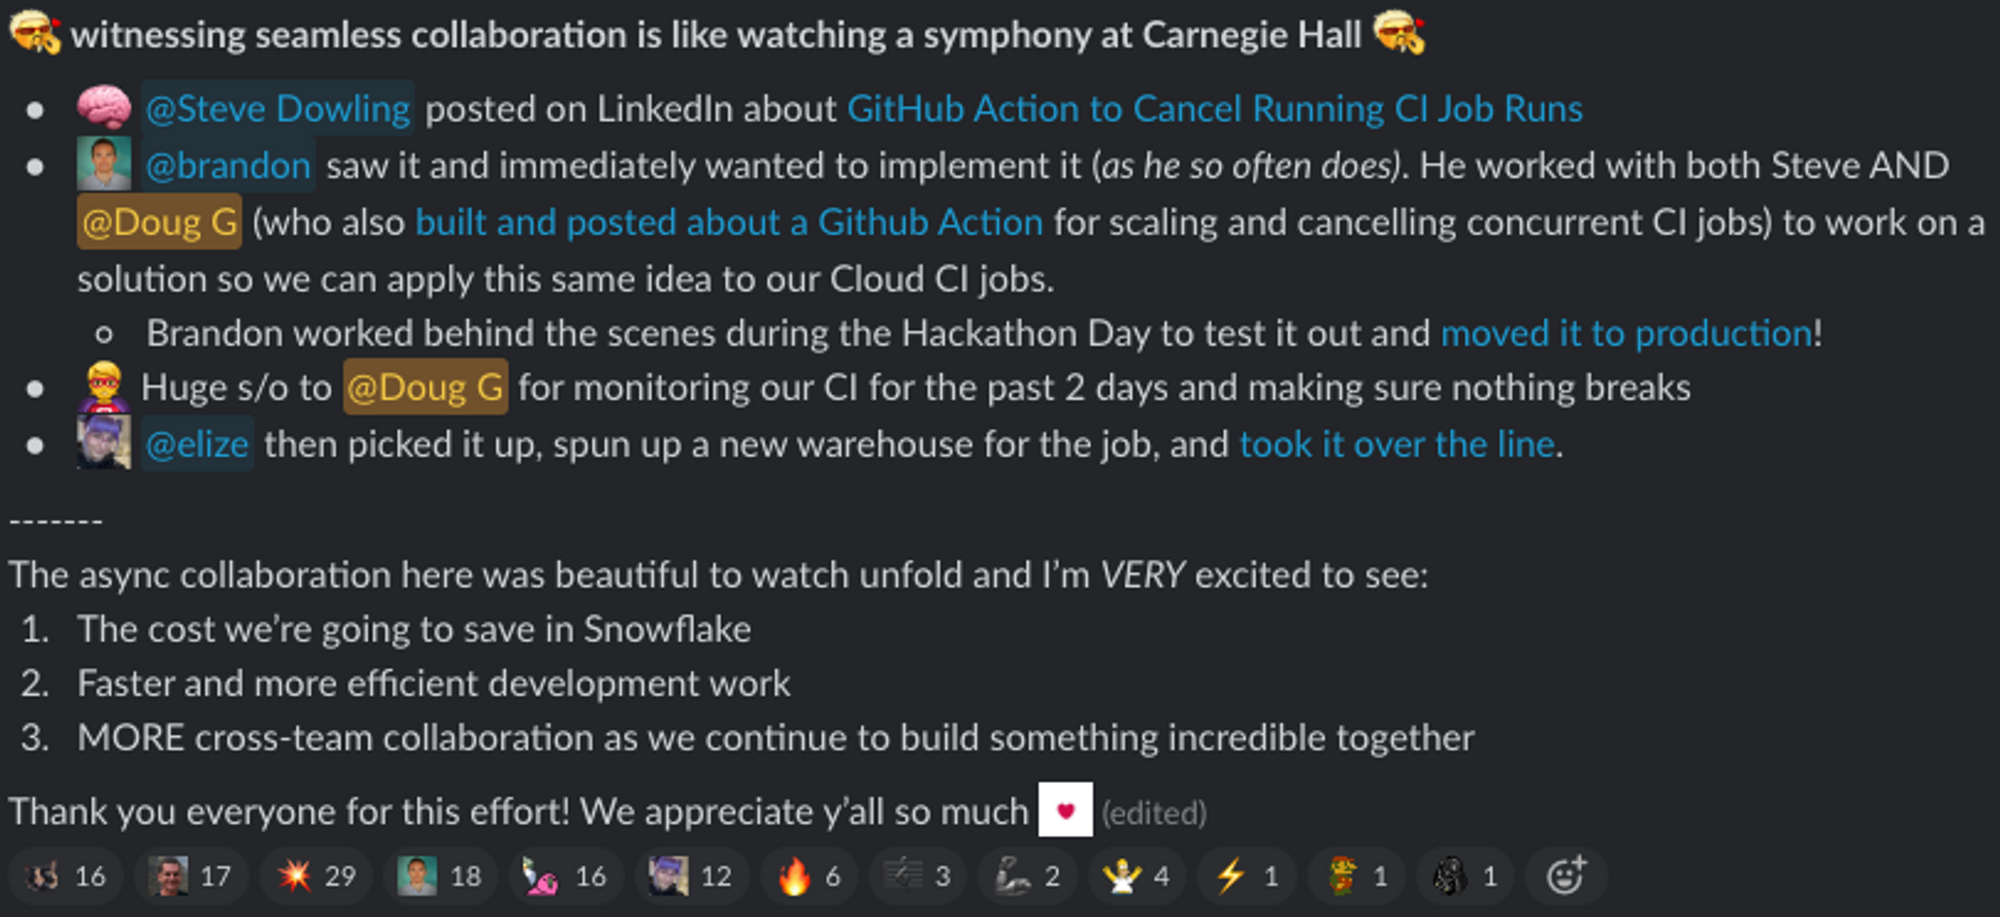 witnessing seamless collaboration is like watching a symphony at Carnegie Hall
@Steve Dowling posted on LinkedIn about GitHub Action to Cancel Running CI Job Runs
@brandon saw it and immediately wanted to implement it (as he so often does). He worked with both Steve AND
@Doug G (who also built and posted about a Github Action for scaling and cancelling concurrent CI jobs) to work on a
solution so we can apply this same idea to our Cloud CI jobs.
Brandon worked behind the scenes during the Hackathon Day to test it out and moved it to production!
Huge s/o to @Doug G for monitoring our CI for the past 2 days and making sure nothing breaks
@elize then picked it up, spun up a new warehouse for the job, and took it over the line.
-------
The async collaboration here was beautiful to watch unfold and I’m VERY excited to see:
1. The cost we’re going to save in Snowflake
2. Faster and more efficient development work
3. MORE cross-team collaboration as we continue to build something incredible together
Thank you everyone for this effort! We appreciate y’all so much (edited)
16 17 29 18 16 12 6 3 2 4 1 1 1